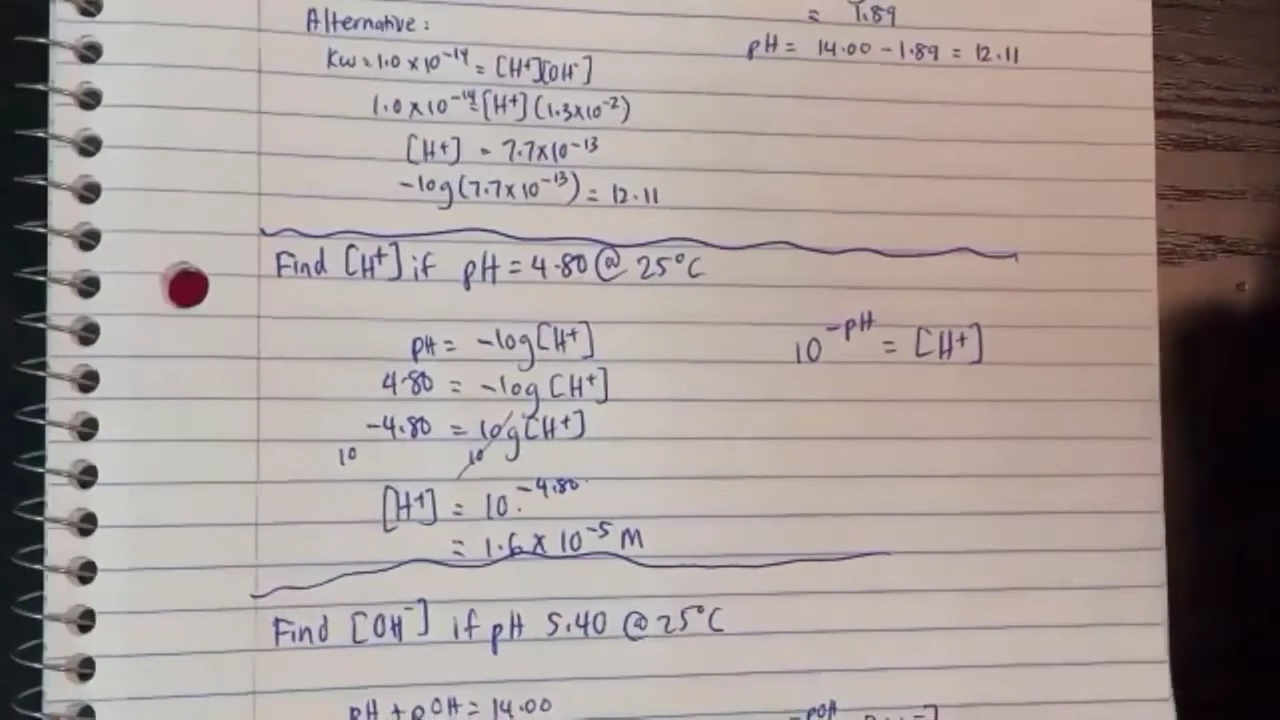 = 1.89
Alternative:
pH = 14.00 - 1.89 = 12.11
Kw = 1.0 x 10⁻¹⁴ = [H⁺][OH⁻]
1.0 x 10⁻¹⁴ = [H⁺] (1.3x10⁻²)
[H⁺] = 7.7x10⁻¹³
-log(7.7x10⁻¹³) = 12.11
Find [H⁺] if pH = 4.80 @ 25°C
pH = -log[H⁺]
10⁻ᵖᴴ = [H⁺]
4.80 = -log [H⁺]
-4.80 = log[H⁺]
10 10
[H⁺] = 10⁻⁴·⁸⁰
= 1.6 x 10⁻⁵ M
Find [OH⁻] if pH 5.40 @ 25°C
pH + pOH = 14.00
-pOH